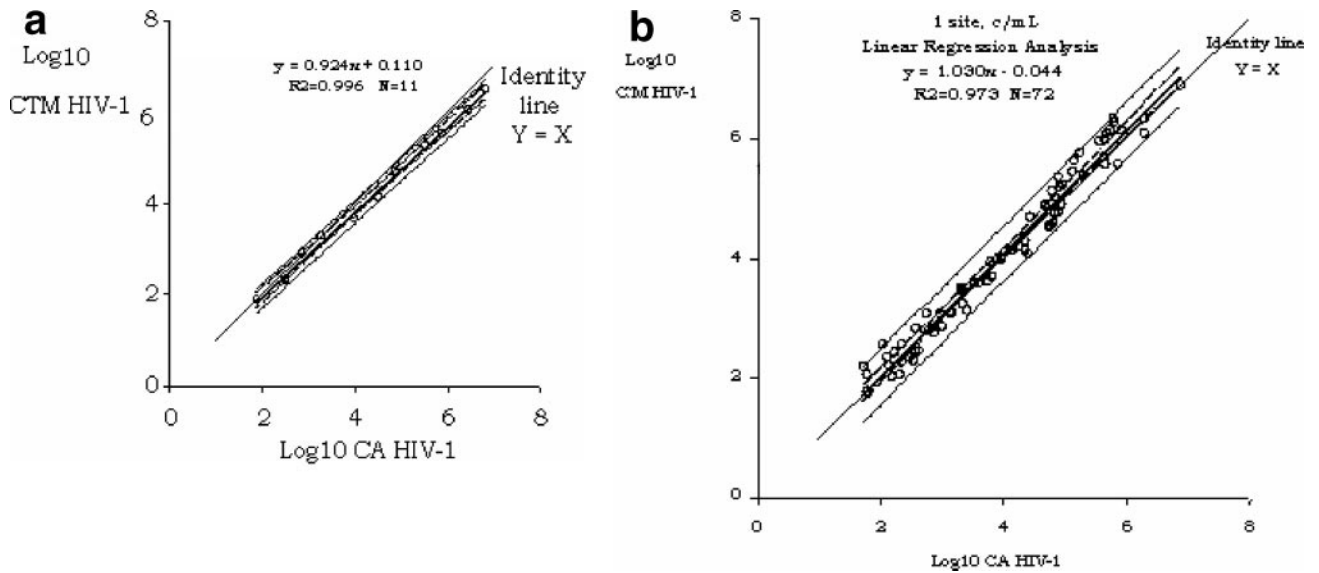 a
Log10
CTM HIV-1
8
6
4
2
0
y = 0.924x + 0.110
R2=0.996 N=11
Identity
line
Y = X
0 2 4 6 8
Log10 CA HIV-1
b
Log10
CTM HIV-1
8
6
4
2
0
1 site, c/mL
Linear Regression Analysis
y = 1.030x - 0.044
R2=0.973 N=72
Identity line
Y = X
0 2 4 6 8
Log10 CA HIV-1